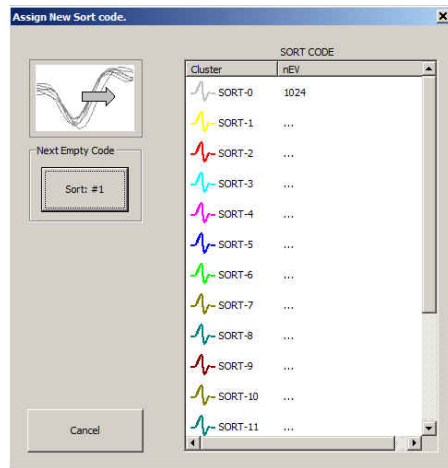 Assign New Sort code.
SORT CODE
Cluster nEV
SORT-0 1024
SORT-1 ...
Next Empty Code
SORT-2 ...
Sort: #1
SORT-3 ...
SORT-4 ...
SORT-5 ...
SORT-6 ...
SORT-7 ...
SORT-8 ...
SORT-9 ...
SORT-10 ...
Cancel
SORT-11 ...